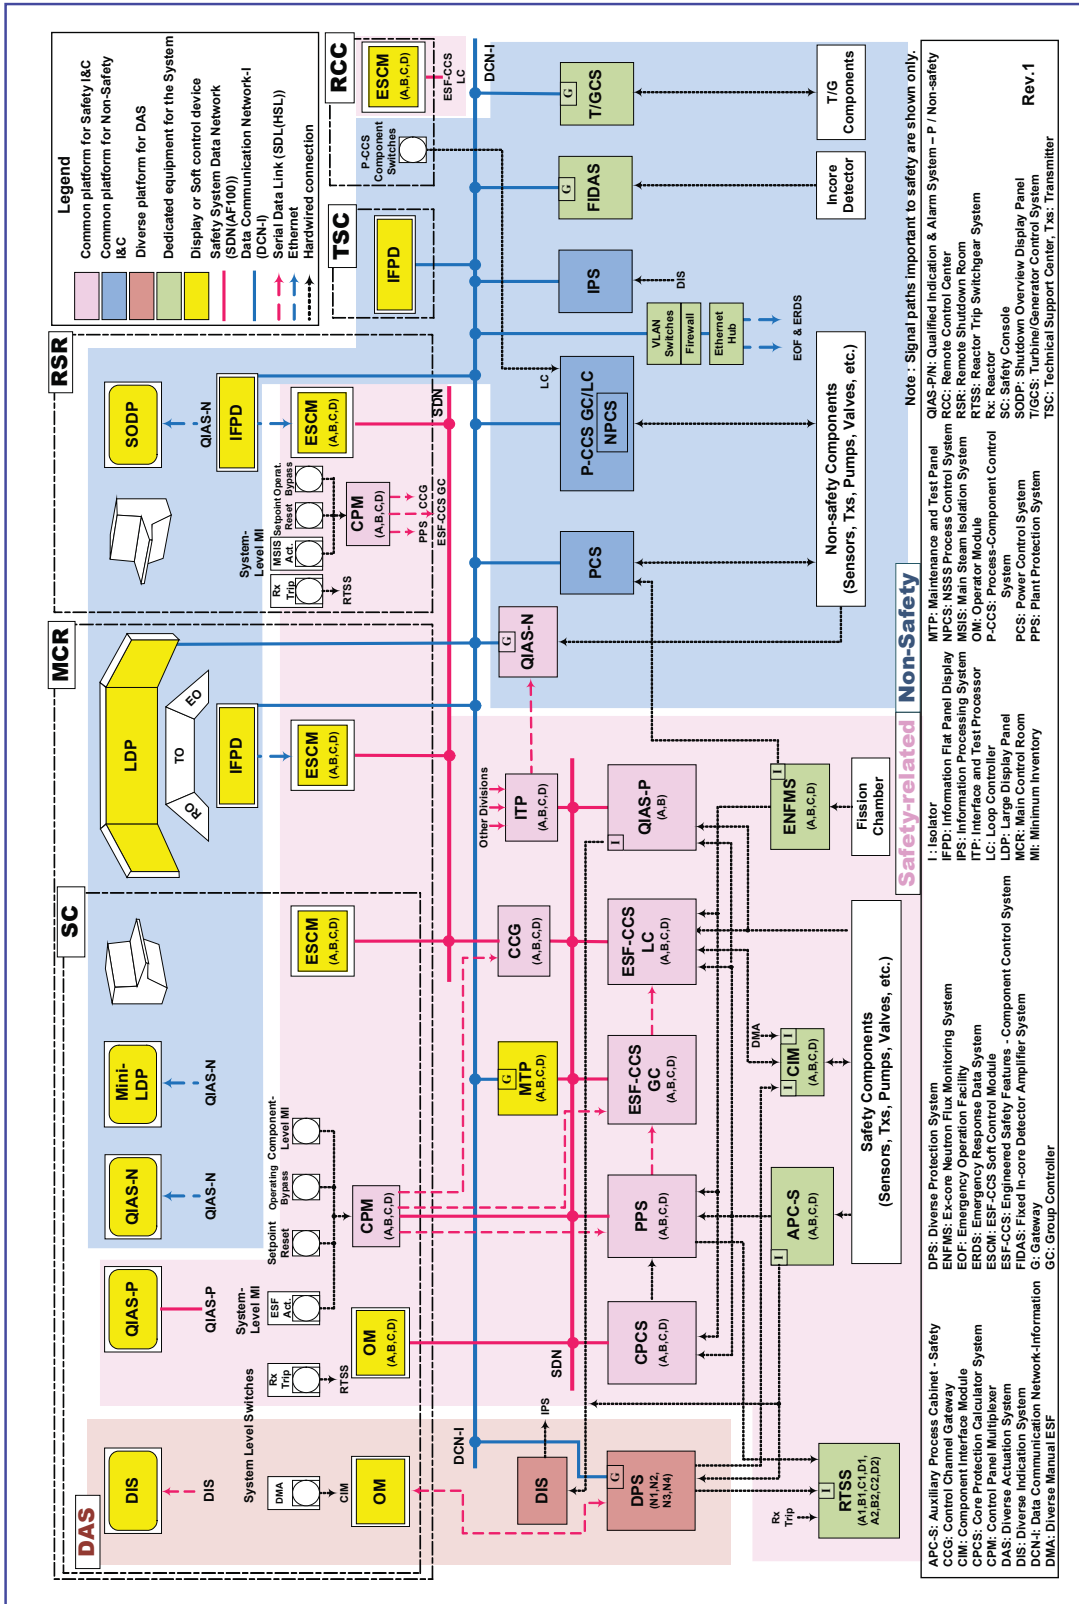 Legend
Common platform for Safety I&C
Common platform for Non-Safety
I&C
Diverse platform for DAS
Dedicated equipment for the System
Display or Soft control device
Safety System Data Network
(SDN(AF100))
Data Communication Network-I
(DCN-I)
Serial Data Link (SDL(HSL))
Ethernet
Hardwired connection
DAS
SC
MCR
RSR
TSC
RCC
DIS
DIS
System Level Switches
DMA
CIM
OM
Rx
Trip
RTSS
OM
(A,B,C,D)
QIAS-P
QIAS-P
System-
Level MI
ESF
Act.
QIAS-N
QIAS-N
Setpoint
Reset
Operating
Bypass
Component-
Level MI
CPM
(A,B,C,D)
Mini-
LDP
QIAS-N
ESCM
(A,B,C,D)
LDP
RO
TO
EO
IFPD
ESCM
(A,B,C,D)
SODP
QIAS-N
IFPD
ESCM
(A,B,C,D)
System-
Level MI
Rx
Trip
RTSS
MSIS
Act.
Setpoint
Reset
Operat.
Bypass
CPM
(A,B,C,D)
PPS
ESF-CCS GC
CCG
SDN
IFPD
P-CCS
Component
Switches
ESCM
(A,B,C,D)
ESF-CCS
LC
DCN-I
DCN-I
SDN
IPS
DIS
G
DPS
(N1,N2,
N3,N4)
Rx
Trip
I
RTSS
(A1,B1,C1,D1,
A2,B2,C2,D2)
CPCS
(A,B,C,D)
PPS
(A,B,C,D)
I
APC-S
(A,B,C,D)
G
MTP
(A,B,C,D)
ESF-CCS
GC
(A,B,C,D)
CCG
(A,B,C,D)
ESF-CCS
LC
(A,B,C,D)
DMA
I
I
CIM
(A,B,C,D)
Safety Components
(Sensors, Txs, Pumps, Valves, etc.)
Other Divisions
ITP
(A,B,C,D)
I
QIAS-P
(A,B)
I
ENFMS
(A,B,C,D)
Fission
Chamber
G
QIAS-N
PCS
LC
P-CCS GC/LC
NPCS
Non-safety Components
(Sensors, Txs, Pumps, Valves, etc.)
VLAN
Switches
Firewall
Ethernet
Hub
EOF & ERDS
IPS
DIS
G
FIDAS
Incore
Detector
G
T/GCS
T/G
Components
Safety-related
Non-Safety
Note : Signal paths important to safety are shown only.
APC-S: Auxiliary Process Cabinet - Safety
CCG: Control Channel Gateway
CIM: Component Interface Module
CPCS: Core Protection Calculator System
CPM: Control Panel Multiplexer
DAS: Diverse Actuation System
DIS: Diverse Indication System
DCN-I: Data Communication Network-Information
DMA: Diverse Manual ESF
DPS: Diverse Protection System
ENFMS: Ex-core Neutron Flux Monitoring System
EOF: Emergency Operation Facility
ERDS: Emergency Response Data System
ESCM: ESF-CCS Soft Control Module
ESF-CCS: Engineered Safety Features - Component Control System
FIDAS: Fixed In-core Detector Amplifier System
G: Gateway
GC: Group Controller
I : Isolator
IFPD: Information Flat Panel Display
IPS: Information Processing System
ITP: Interface and Test Processor
LC: Loop Controller
LDP: Large Display Panel
MCR: Main Control Room
MI: Minimum Inventory
MTP: Maintenance and Test Panel
NPCS: NSSS Process Control System
MSIS: Main Steam Isolation System
OM: Operator Module
P-CCS: Process-Component Control
System
PCS: Power Control System
PPS: Plant Protection System
QIAS-P/N: Qualified Indication & Alarm System – P / Non-safety
RCC: Remote Control Center
RSR: Remote Shutdown Room
RTSS: Reactor Trip Switchgear System
Rx: Reactor
SC: Safety Console
SODP: Shutdown Overview Display Panel
T/GCS: Turbine/Generator Control System
TSC: Technical Support Center, Txs: Transmitter
Rev.1